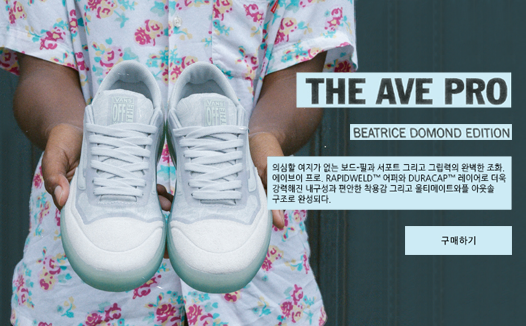 THE AVE PRO
BEATRICE DOMOND EDITION
의심할 여지가 없는 보드-필과 서포트 그리고 그립력의 완벽한 조화,
에이브이 프로. RAPIDWELD™ 어퍼와 DURACAP™ 레이어로 더욱
강력해진 내구성과 편안한 착용감 그리고 울티메이트와플 아웃솔
구조로 완성되다.
구매하기
OFF